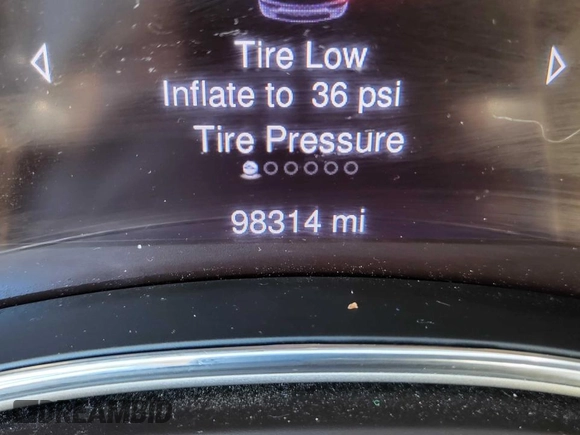 Tire Low
Inflate to 36 psi
Tire Pressure
98314 mi
DREAMBID